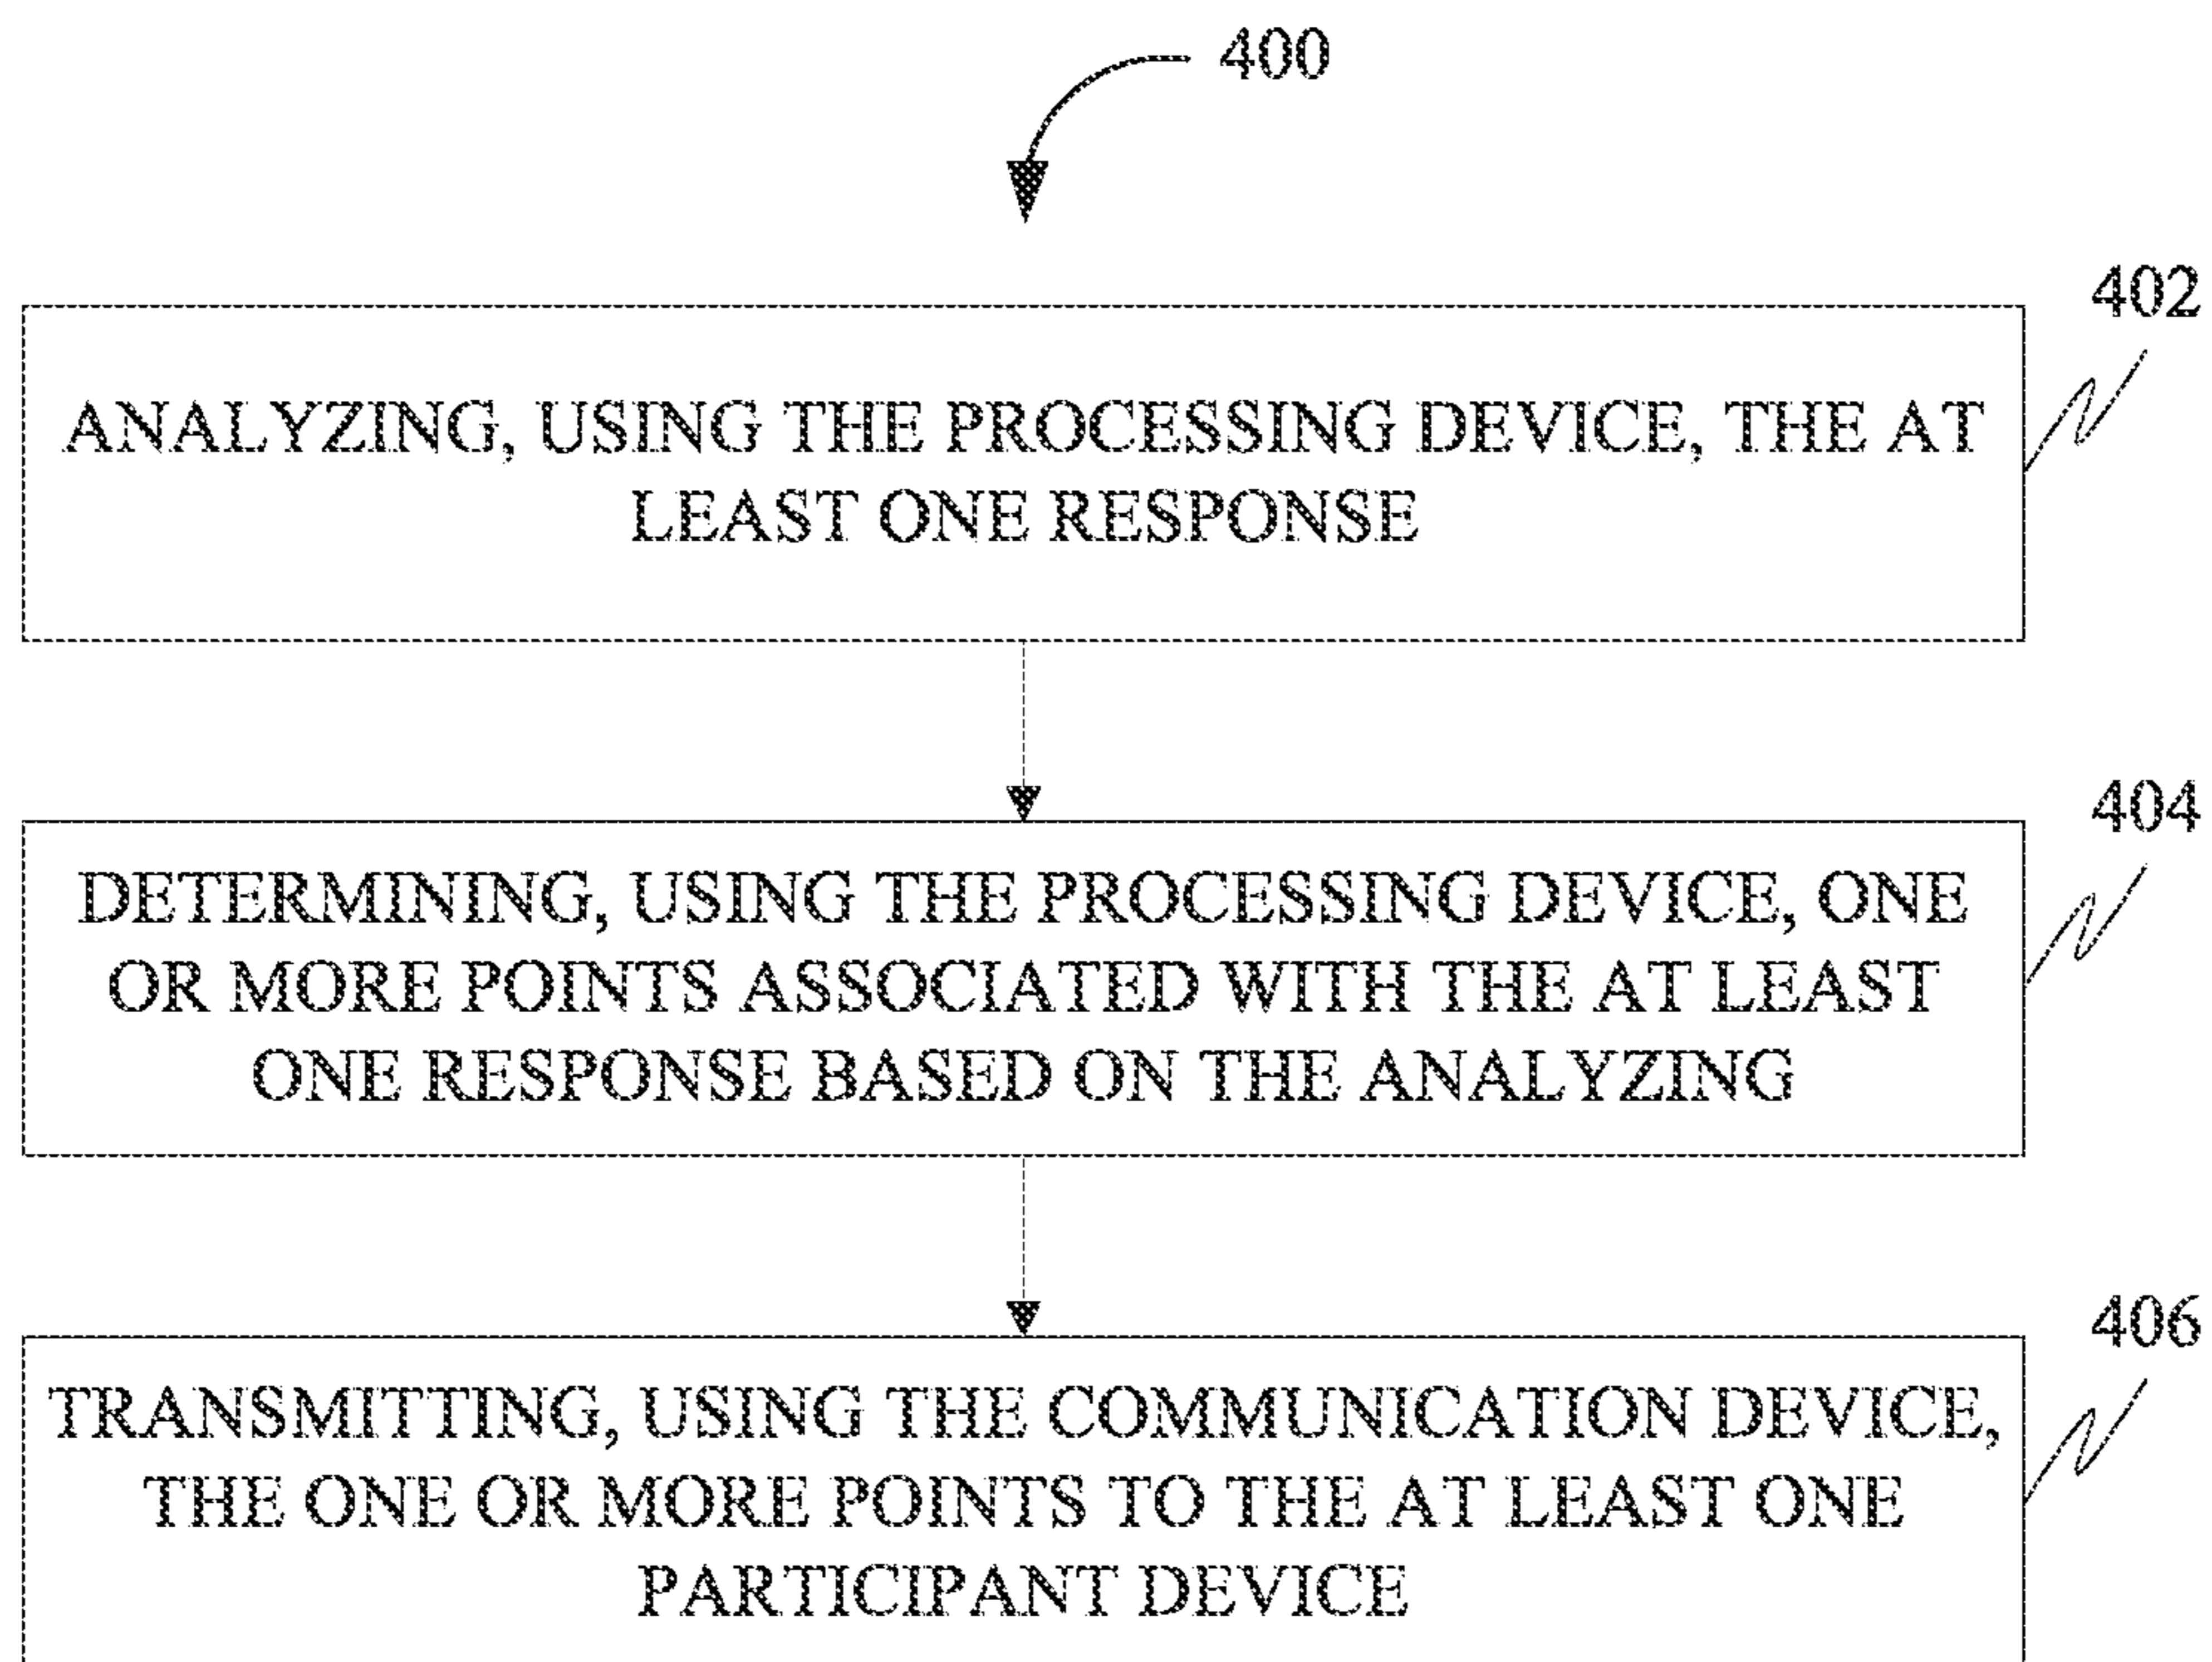 400
402
ANALYZING, USING THE PROCESSING DEVICE, THE AT
LEAST ONE RESPONSE
404
DETERMINING, USING THE PROCESSING DEVICE, ONE
OR MORE POINTS ASSOCIATED WITH THE AT LEAST
ONE RESPONSE BASED ON THE ANALYZING
406
TRANSMITTING, USING THE COMMUNICATION DEVICE,
THE ONE OR MORE POINTS TO THE AT LEAST ONE
PARTICIPANT DEVICE